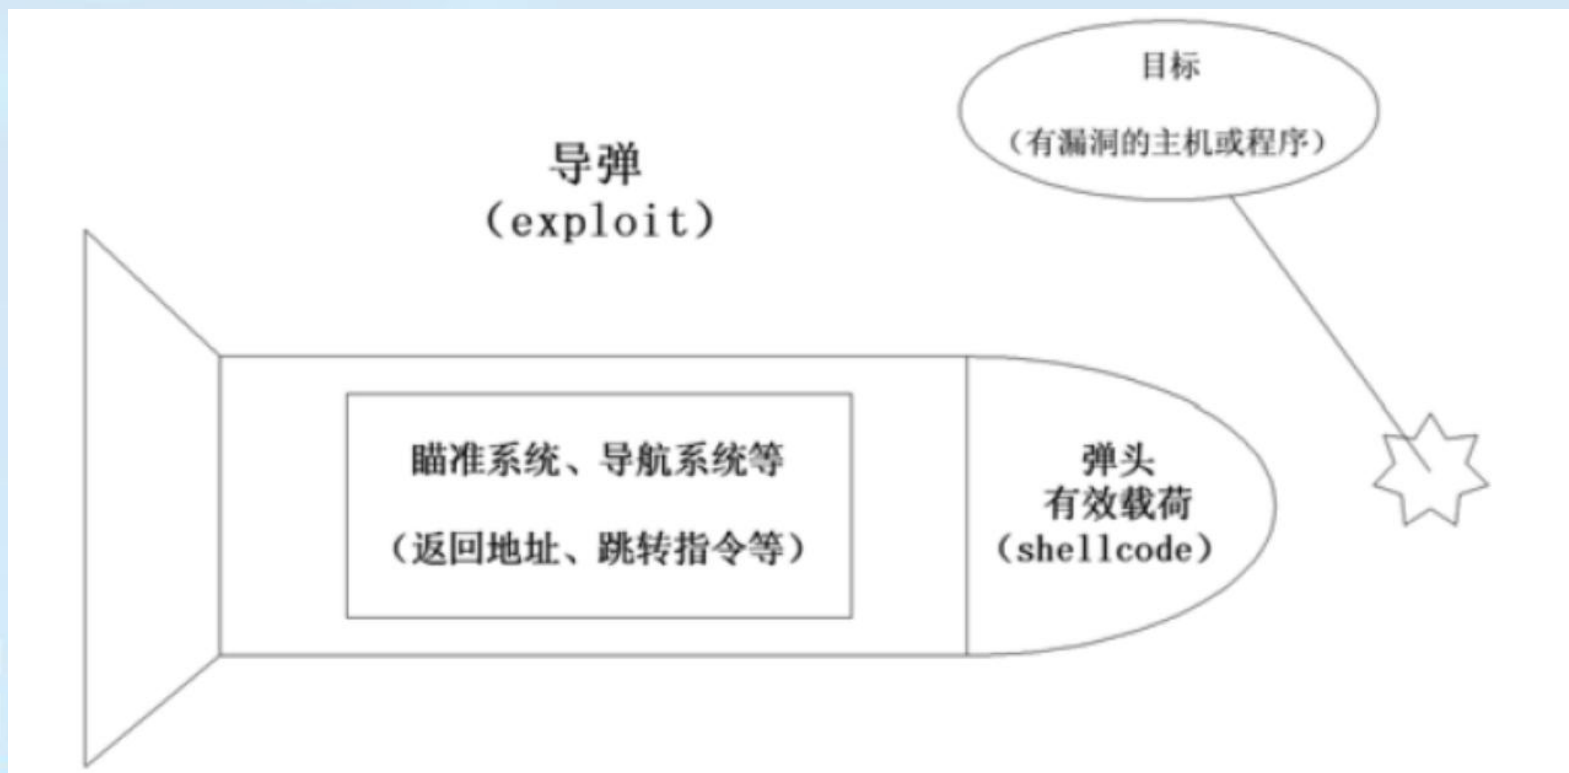 目标
（有漏洞的主机或程序）
导弹
（exploit）
瞄准系统、导航系统等
（返回地址、跳转指令等）
弹头
有效载荷
（shellcode）